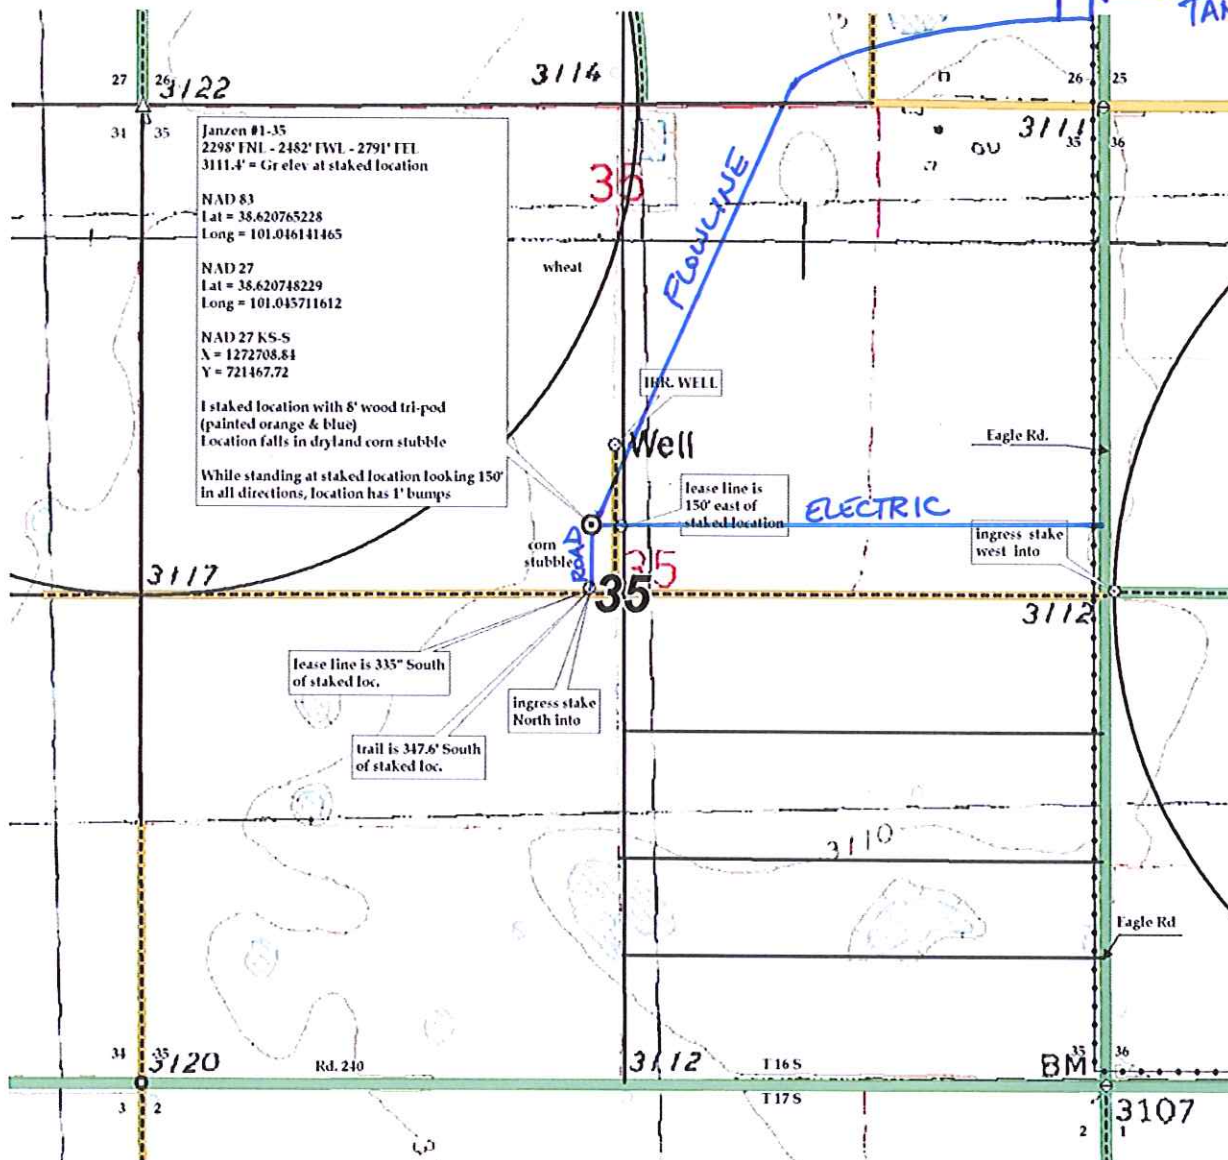 27 26
3122
3114
26 25
34 35
3111
35 36
Janzen #1-35
2298' FNL - 2482' FWL - 2791' FEL
3111.4' = Gr elev at staked location
NAD 83
Lat = 38.620765228
Long = 101.046141465
NAD 27
Lat = 38.620748229
Long = 101.045711612
NAD 27 KS-S
X = 1272708.84
Y = 721467.72
I staked location with 8' wood tri-pod
(painted orange & blue)
Location falls in dryland corn stubble
While standing at staked location looking 150'
in all directions, location has 1' bumps
35
wheat
FLOWLINE
IRR. WELL
Well
Eagle Rd.
lease line is
150' east of
staked location
ELECTRIC
ingress stake
west into
corn
stubble
ROAD
35
35
3117
3112
lease line is 335" South
of staked loc.
ingress stake
North into
trail is 347.6' South
of staked loc.
3110
Eagle Rd
34 35
3120
Rd. 240
3112
T 16 S
BM
35 36
3 2
T 17 S
3107
2 1